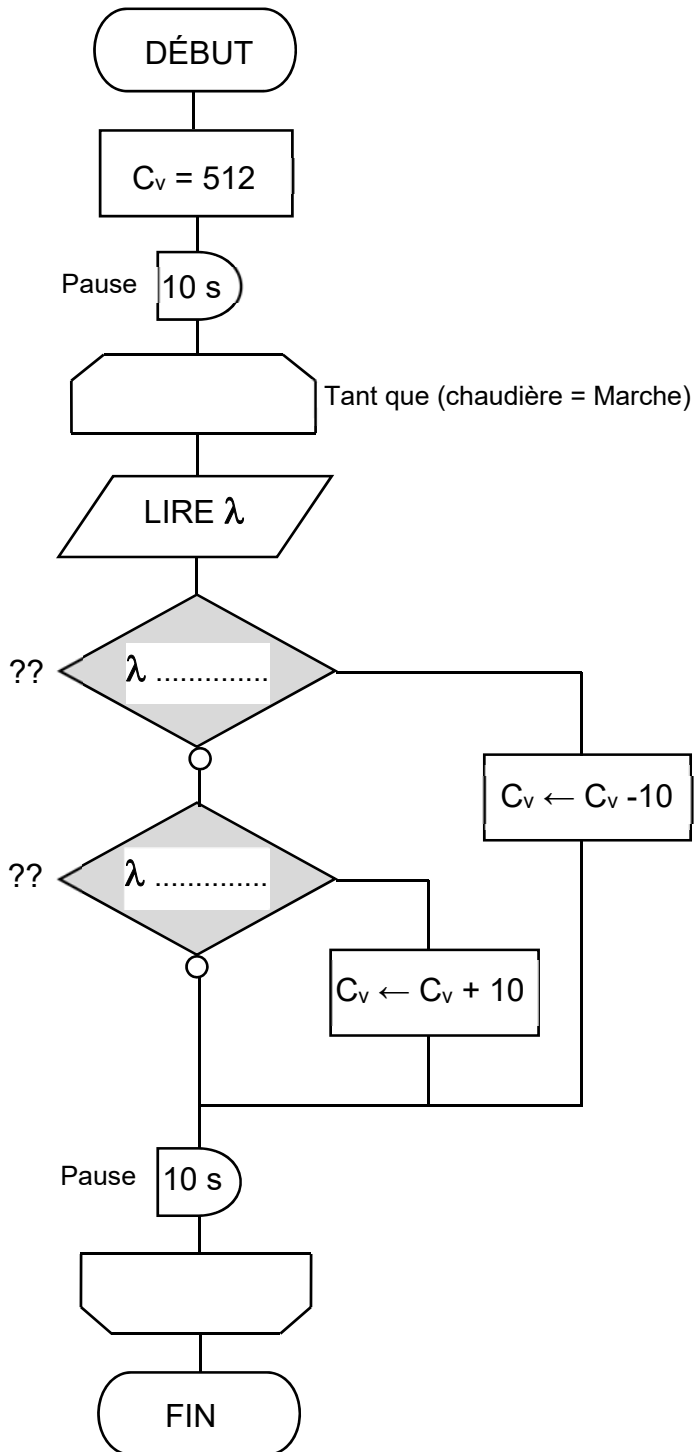 DÉBUT
Cv = 512
Pause 10 s
Tant que (chaudière = Marche)
LIRE λ
?? λ ..............
Cv ← Cv -10
?? λ ..............
Cv ← Cv + 10
Pause 10 s
FIN